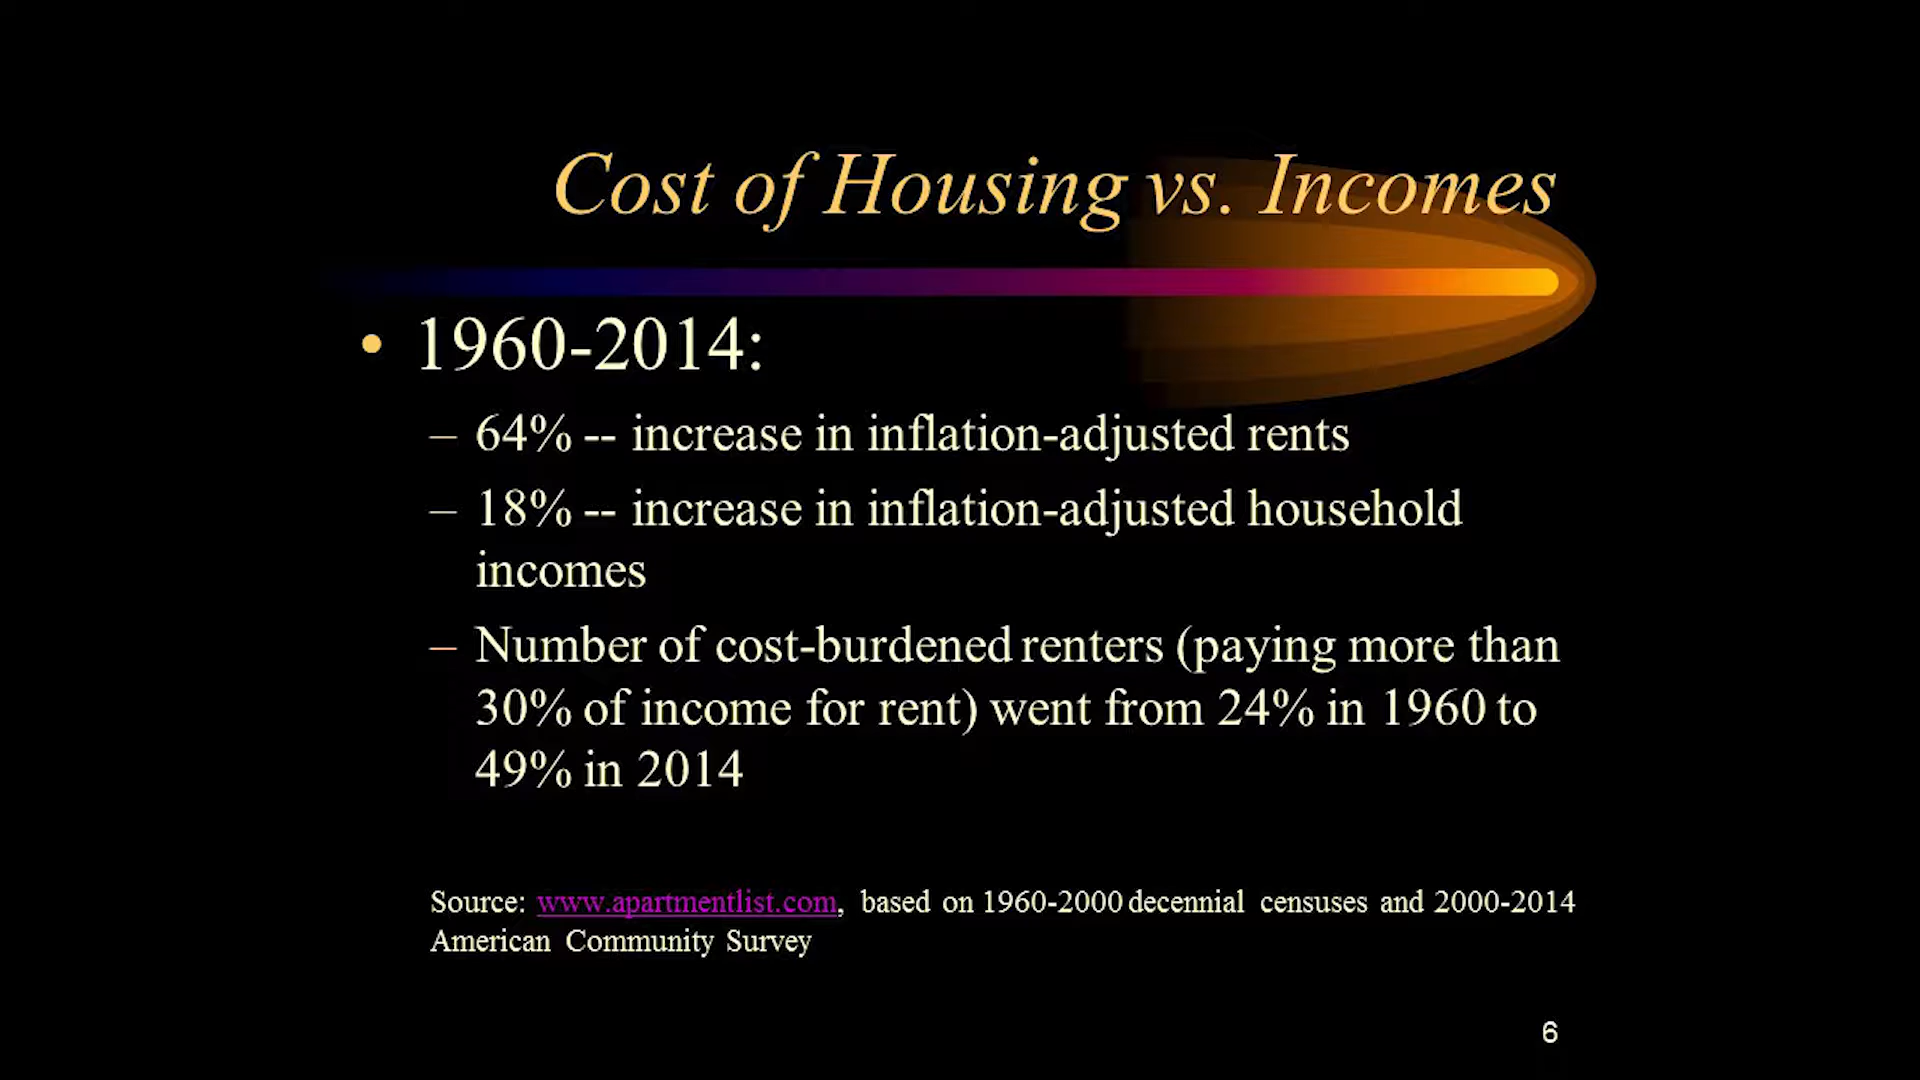 Cost of Housing vs. Incomes
• 1960-2014:
– 64% -- increase in inflation-adjusted rents
– 18% -- increase in inflation-adjusted household
incomes
– Number of cost-burdened renters (paying more than
30% of income for rent) went from 24% in 1960 to
49% in 2014
Source: www.apartmentlist.com, based on 1960-2000 decennial censuses and 2000-2014
American Community Survey
6